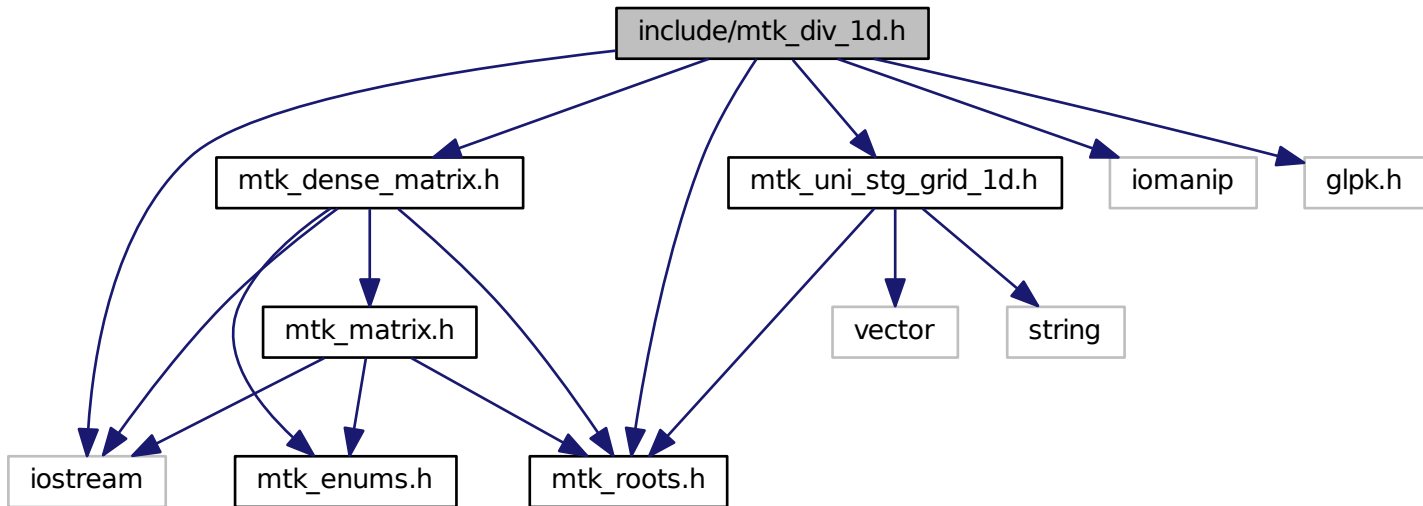 include/mtk_div_1d.h
mtk_dense_matrix.h
mtk_uni_stg_grid_1d.h
iomanip
glpk.h
mtk_matrix.h
vector
string
iostream
mtk_enums.h
mtk_roots.h